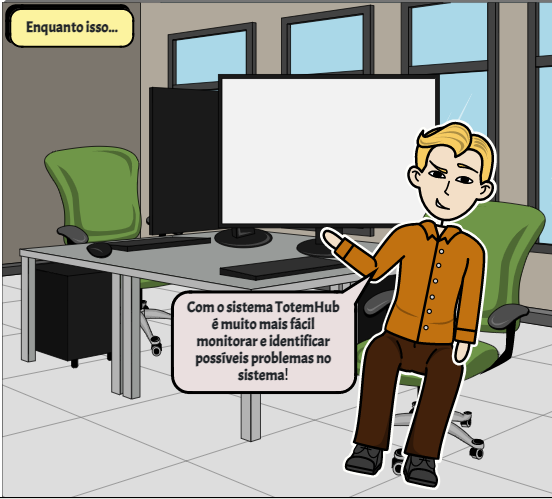 Enquanto isso...
Com o sistema TotemHub
é muito mais fácil
monitorar e identificar
possíveis problemas no
sistema!